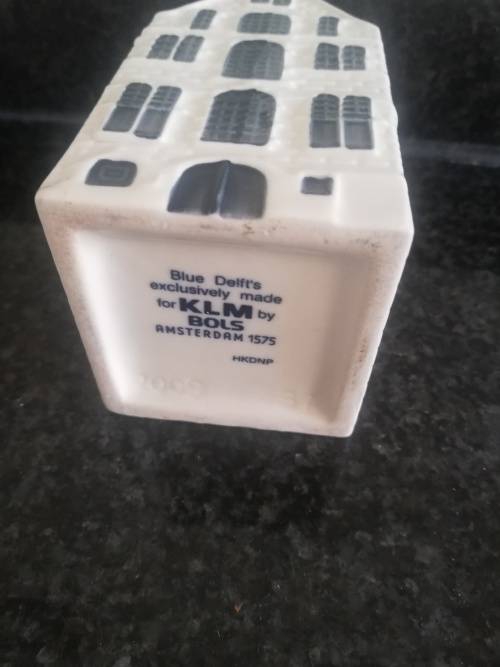 Blue Delft's
exclusively made
for KLM by
BOLS
AMSTERDAM 1575
HKDNP